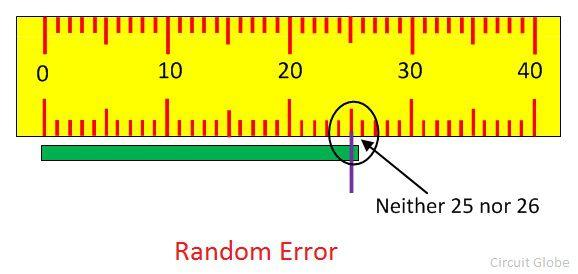 0 10 20 30 40
Neither 25 nor 26
Random Error
Circuit Globe